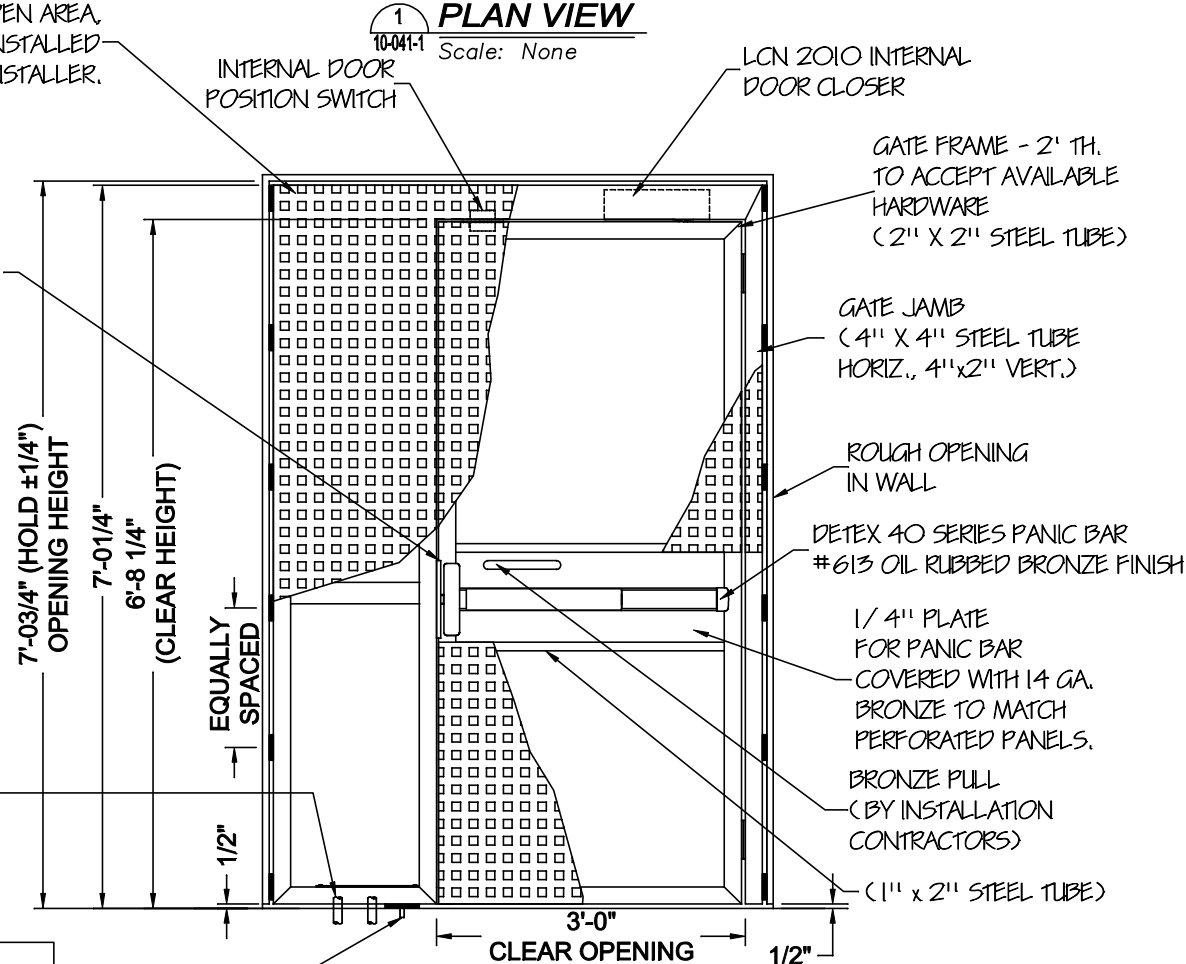 PEN AREA,
NSTALLED
NSTALLER.
1
10-041-1
PLAN VIEW
Scale: None
INTERNAL DOOR
POSITION SWITCH
LCN 2010 INTERNAL
DOOR CLOSER
GATE FRAME - 2' TH.
TO ACCEPT AVAILABLE
HARDWARE
(2" X 2" STEEL TUBE)
GATE JAMB
(4" X 4" STEEL TUBE
HORIZ., 4"x2" VERT.)
ROUGH OPENING
IN WALL
DETEX 40 SERIES PANIC BAR
#613 OIL RUBBED BRONZE FINISH
1/4" PLATE
FOR PANIC BAR
COVERED WITH 14 GA.
BRONZE TO MATCH
PERFORATED PANELS.
BRONZE PULL
(BY INSTALLATION
CONTRACTORS)
(1" x 2" STEEL TUBE)
7'-03/4" (HOLD ±1/4")
OPENING HEIGHT
7'-01/4"
6'-8 1/4"
(CLEAR HEIGHT)
EQUALLY
SPACED
1/2"
3'-0"
CLEAR OPENING
1/2"